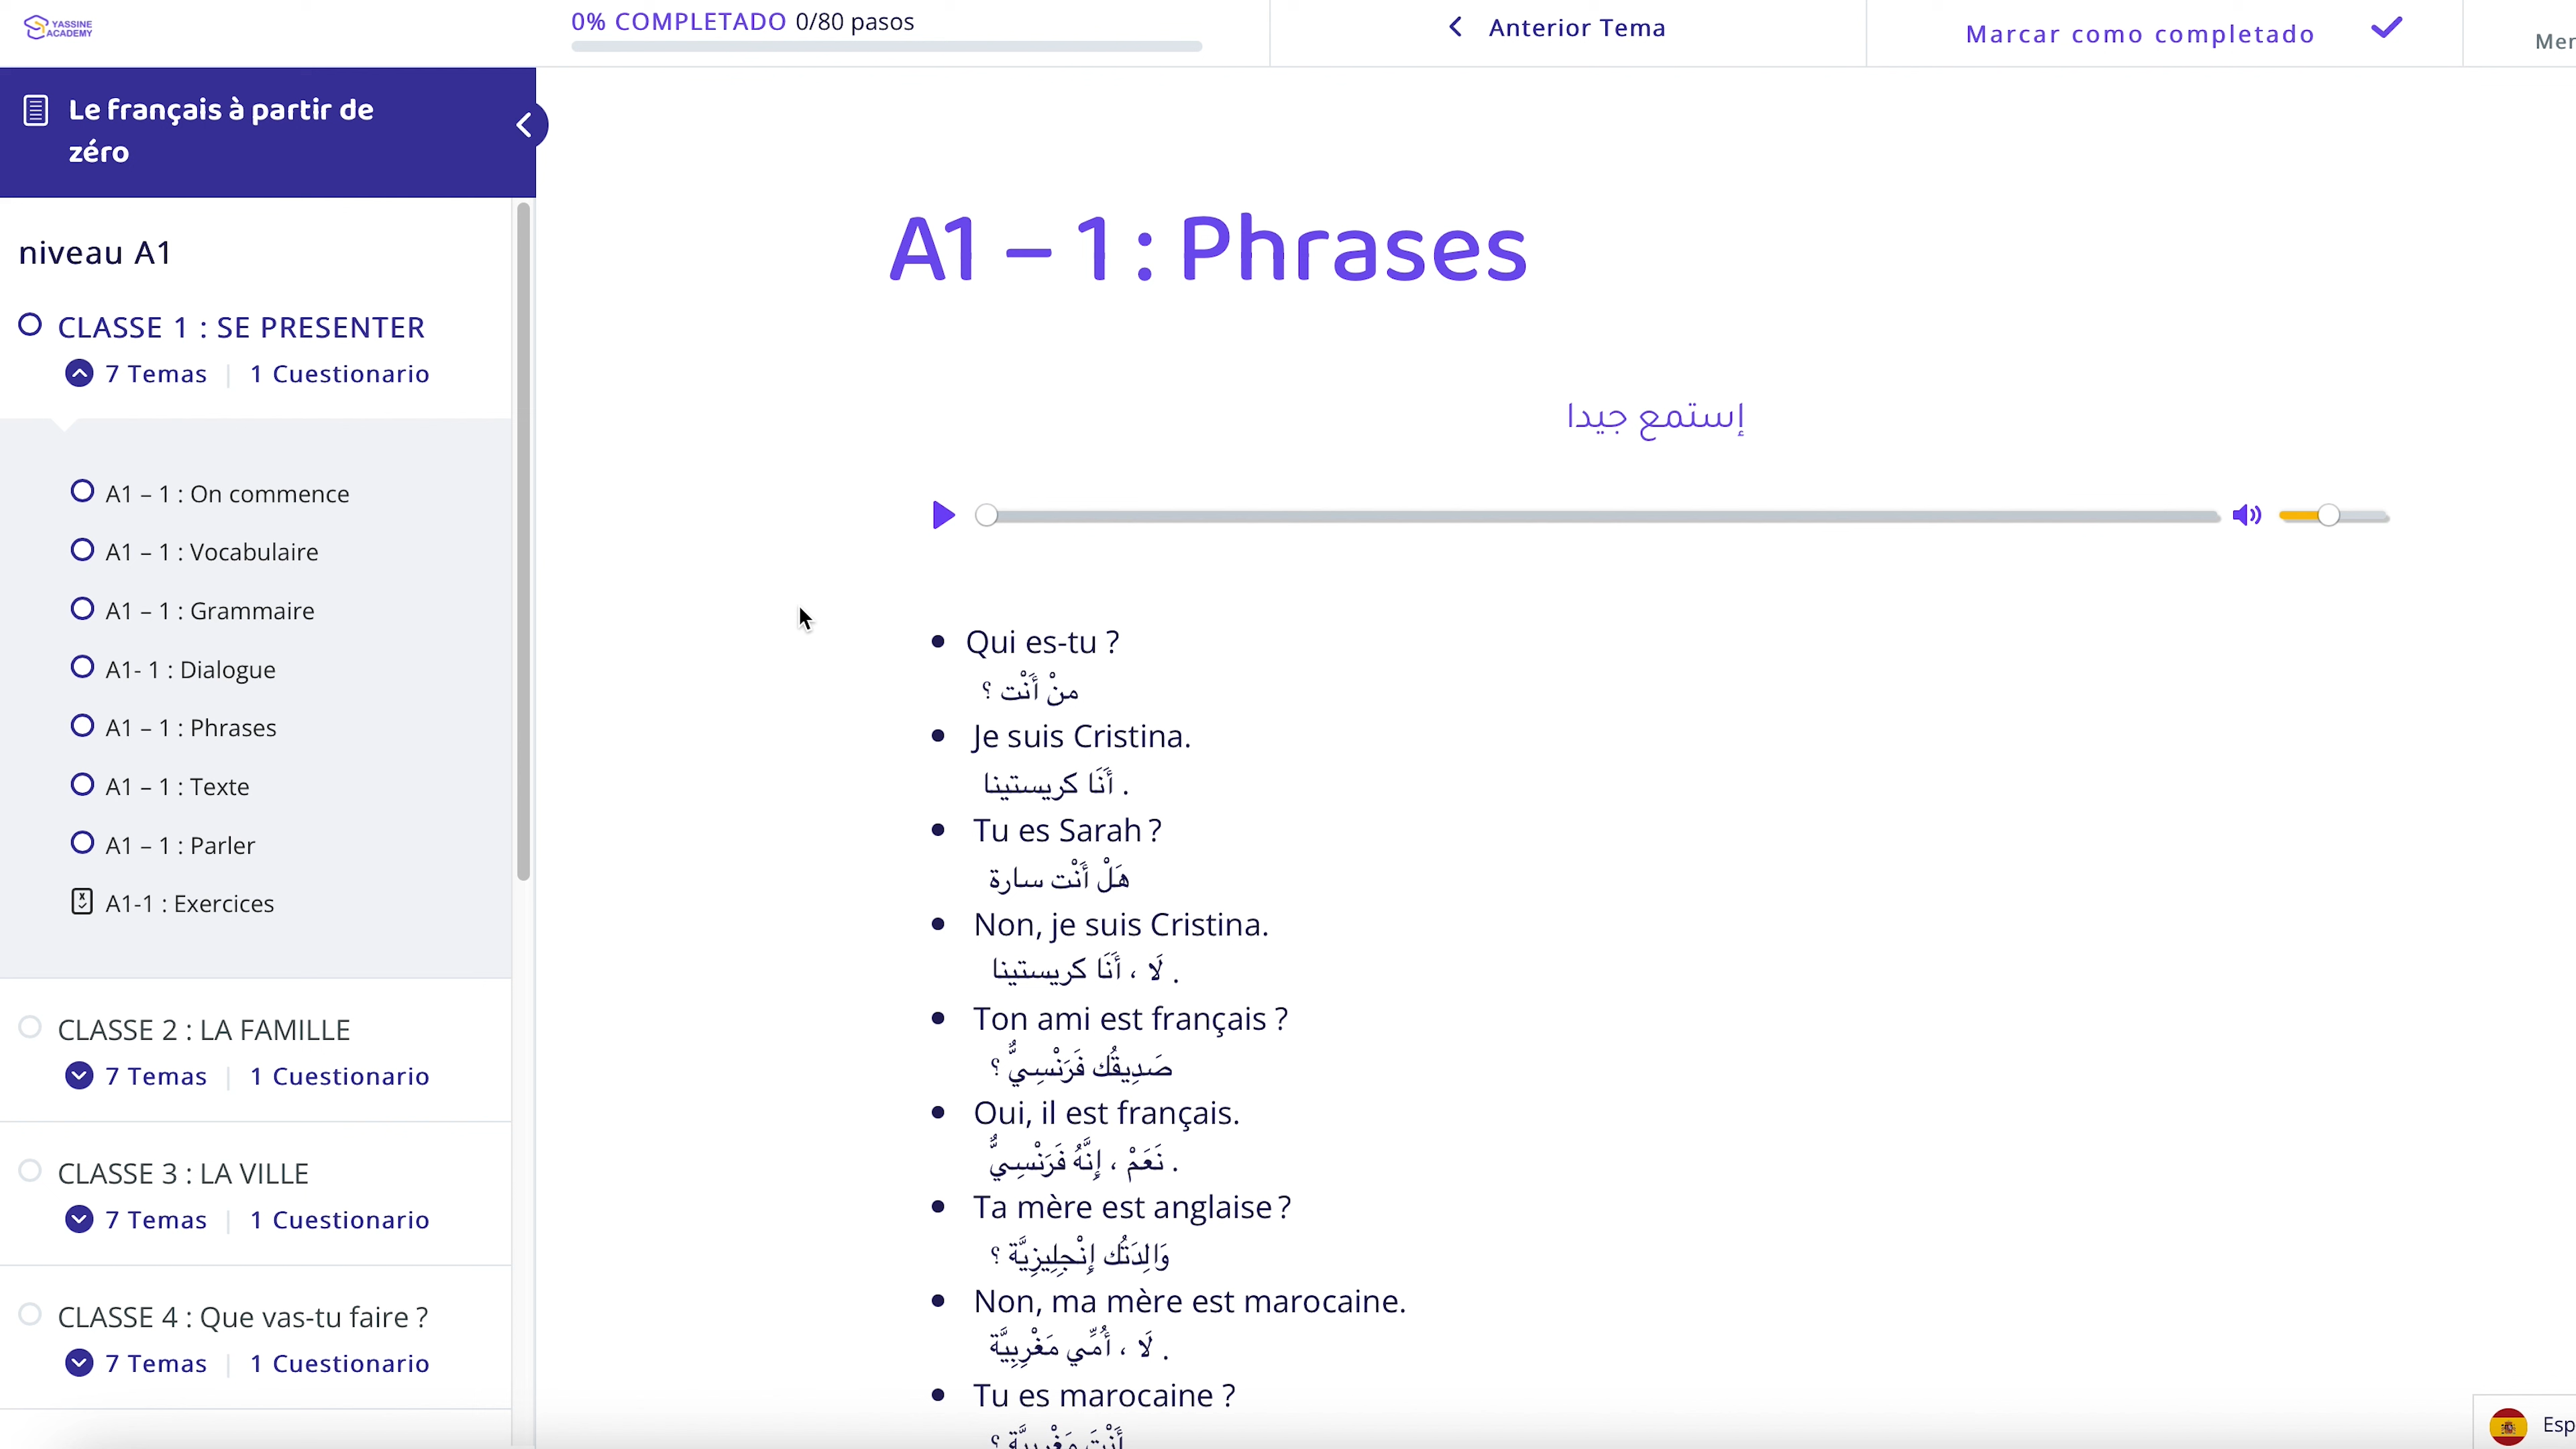 YASSINE
ACADEMY
0% COMPLETADO 0/80 pasos
Anterior Tema
Marcar como completado
Le français à partir de
zéro
niveau A1
CLASSE 1 : SE PRESENTER
7 Temas | 1 Cuestionario
A1 – 1 : On commence
A1 – 1 : Vocabulaire
A1 – 1 : Grammaire
A1- 1 : Dialogue
A1 – 1 : Phrases
A1 – 1 : Texte
A1 – 1 : Parler
A1-1 : Exercices
CLASSE 2 : LA FAMILLE
7 Temas | 1 Cuestionario
CLASSE 3 : LA VILLE
7 Temas | 1 Cuestionario
CLASSE 4 : Que vas-tu faire ?
7 Temas | 1 Cuestionario
A1 – 1 : Phrases
إستمع جيدا
Qui es-tu ?
منْ أَنْت ؟
Je suis Cristina.
أَنَا كريستينا .
Tu es Sarah ?
هَلْ أَنْت سارة
Non, je suis Cristina.
لَا ، أَنَا كريستينا .
Ton ami est français ?
صَدِيقُك فَرَنْسِيٌّ ؟
Oui, il est français.
نَعَمْ ، إِنَّهُ فَرَنْسِيٌّ .
Ta mère est anglaise ?
وَالِدَتُك إِنْجِلِيزِيَّة ؟
Non, ma mère est marocaine.
لَا ، أُمِّي مَغْرِبِيَّة .
Tu es marocaine ?
أَنْتَ مَغْرِبِيَّة ؟